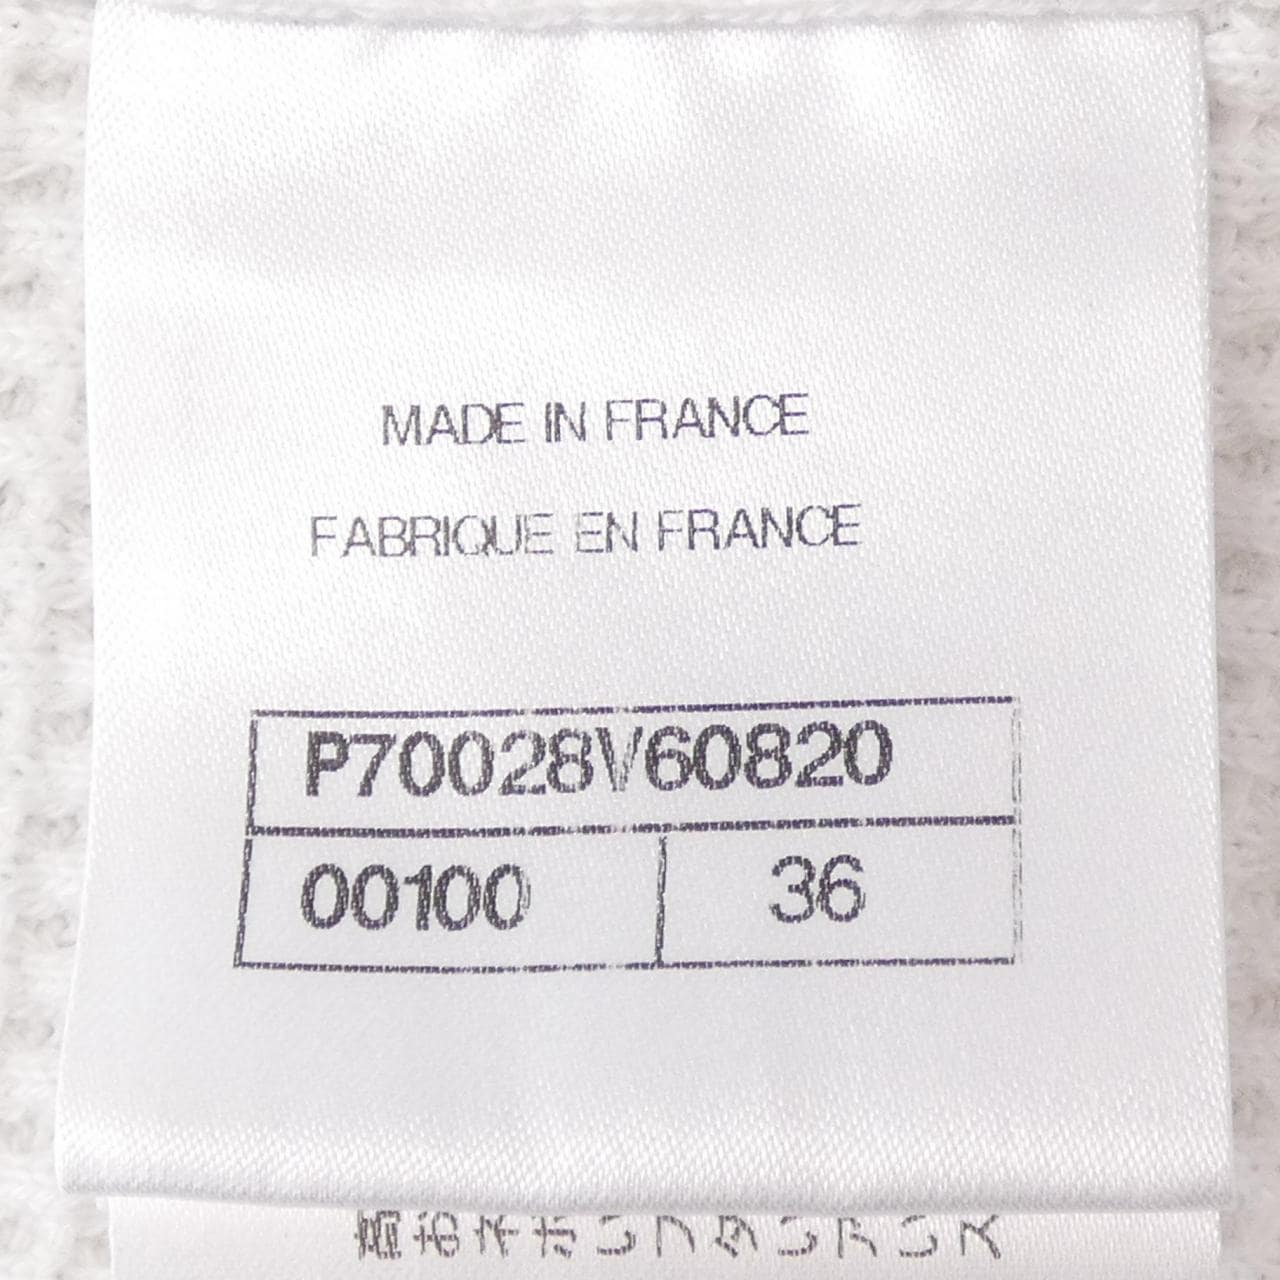 MADE IN FRANCE
FABRIQUE EN FRANCE
P70028V60820
00100 36